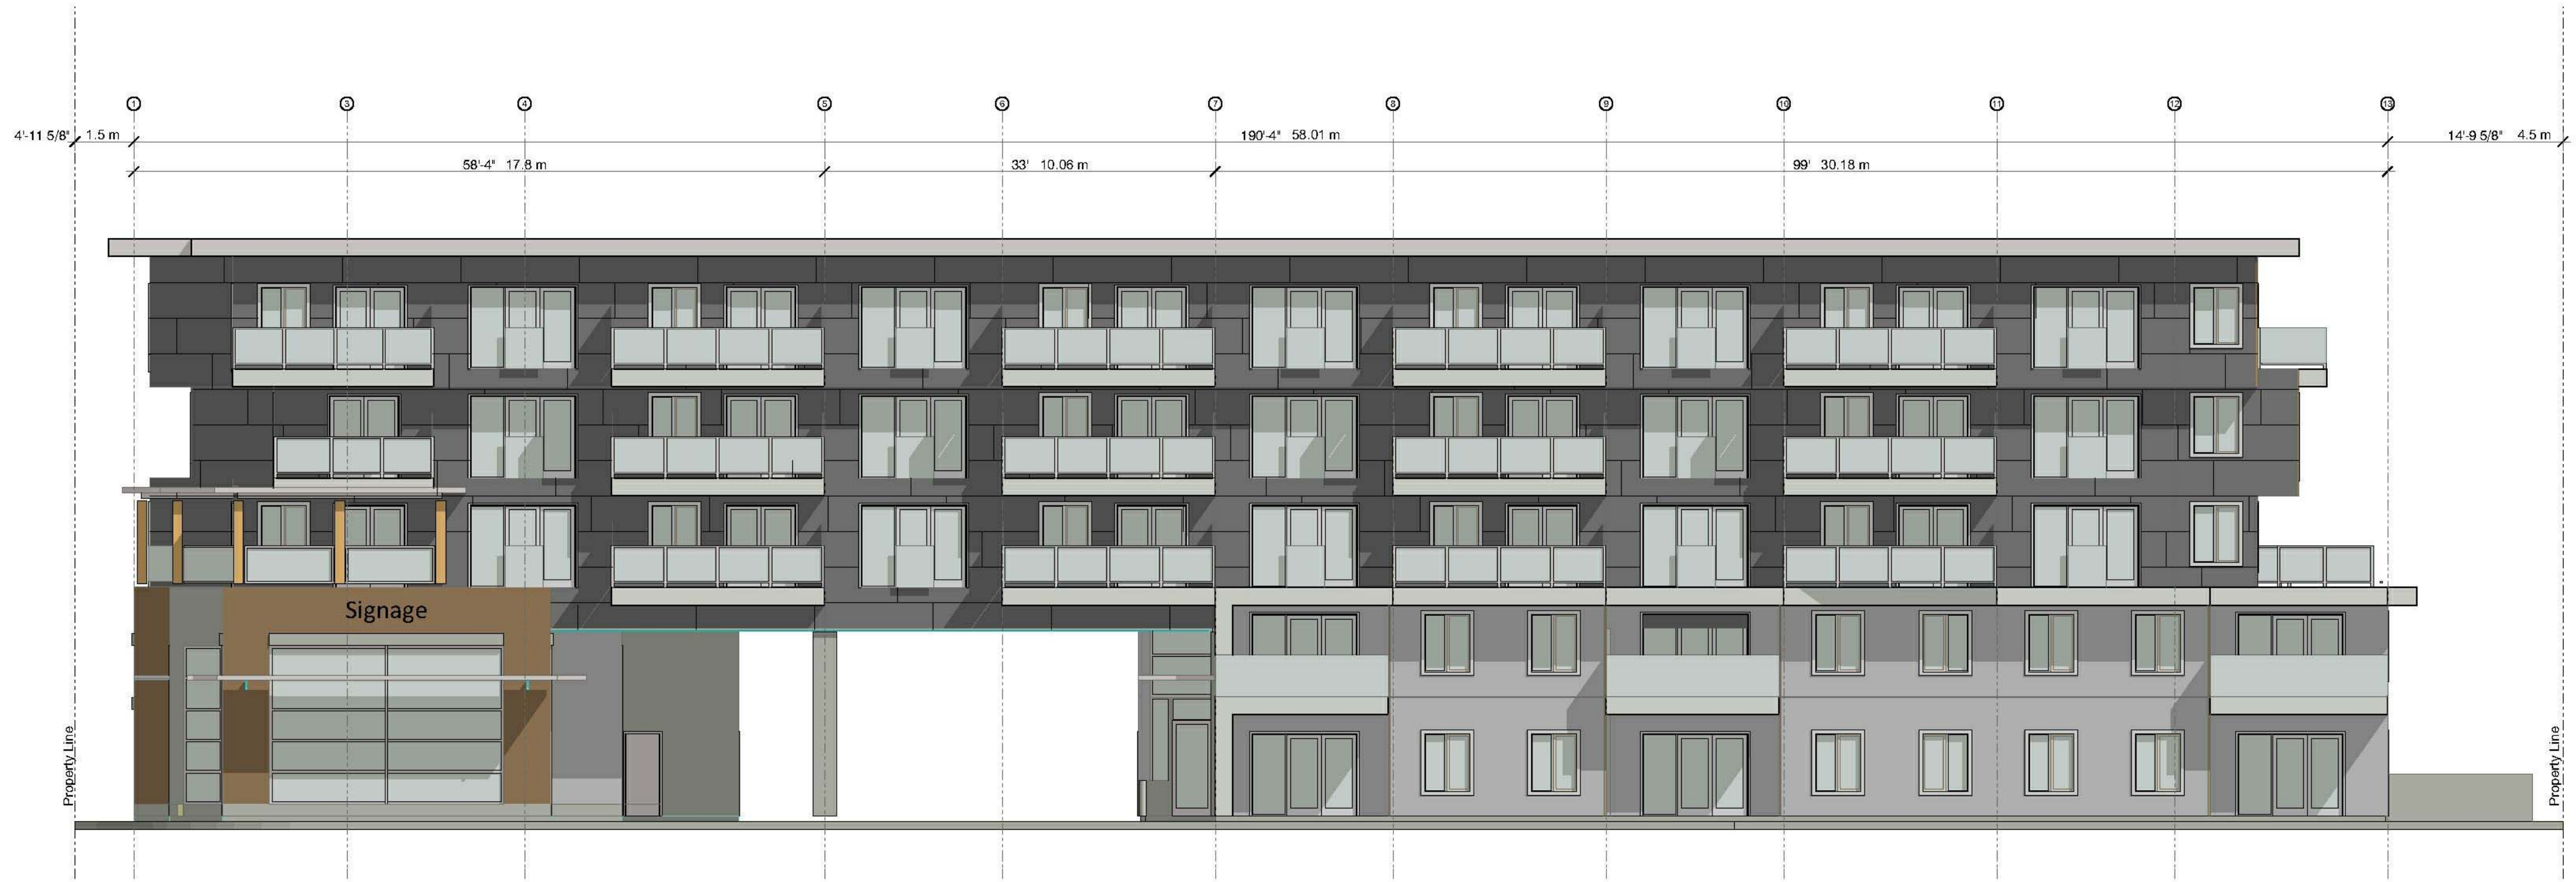 1 3 4 5 6 7 8 9 10 11 12 13
4'-11 5/8" 1.5 m 190'-4" 58.01 m 14'-9 5/8" 4.5 m
58'-4" 17.8 m 33' 10.06 m 99' 30.18 m
Signage
Property Line
Property Line